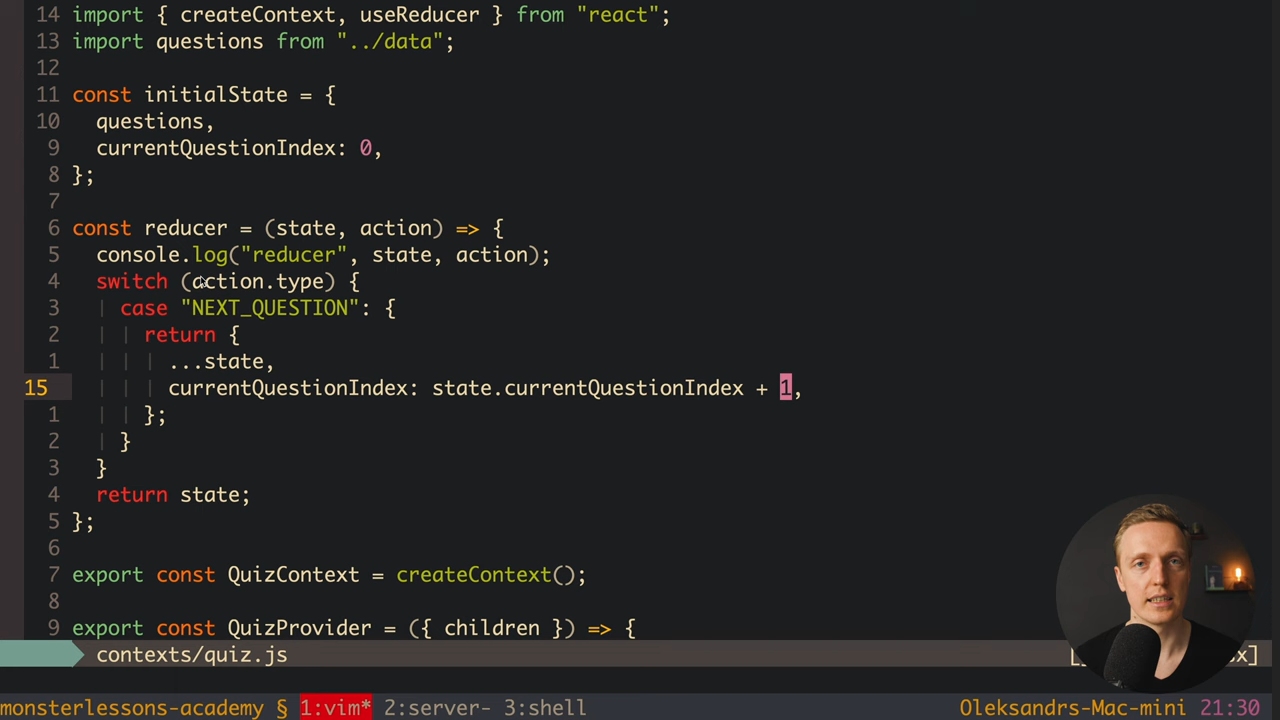 14 import { createContext, useReducer } from "react";
13 import questions from "../data";
12
11 const initialState = {
10   questions,
9   currentQuestionIndex: 0,
8 };
7
6 const reducer = (state, action) => {
5   console.log("reducer", state, action);
4   switch (action.type) {
3     case "NEXT_QUESTION": {
2       return {
1         ...state,
15         currentQuestionIndex: state.currentQuestionIndex + 1,
1       };
2     }
3   }
4   return state;
5 };
6
7 export const QuizContext = createContext();
8
9 export const QuizProvider = ({ children }) => {
contexts/quiz.js
monsterlessons-academy § 1:vim* 2:server- 3:shell Oleksandrs-Mac-mini 21:30